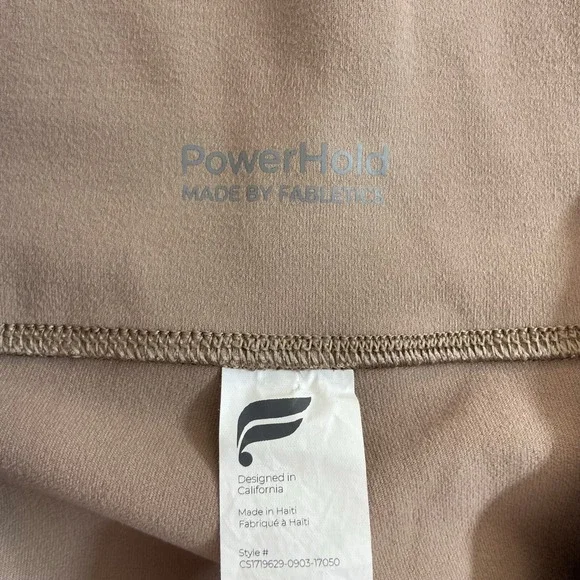 PowerHold
MADE BY FABLETICS
Designed in
California
Made in Haiti
Fabriqué à Haiti
Style #
CS1719629-0903-17050